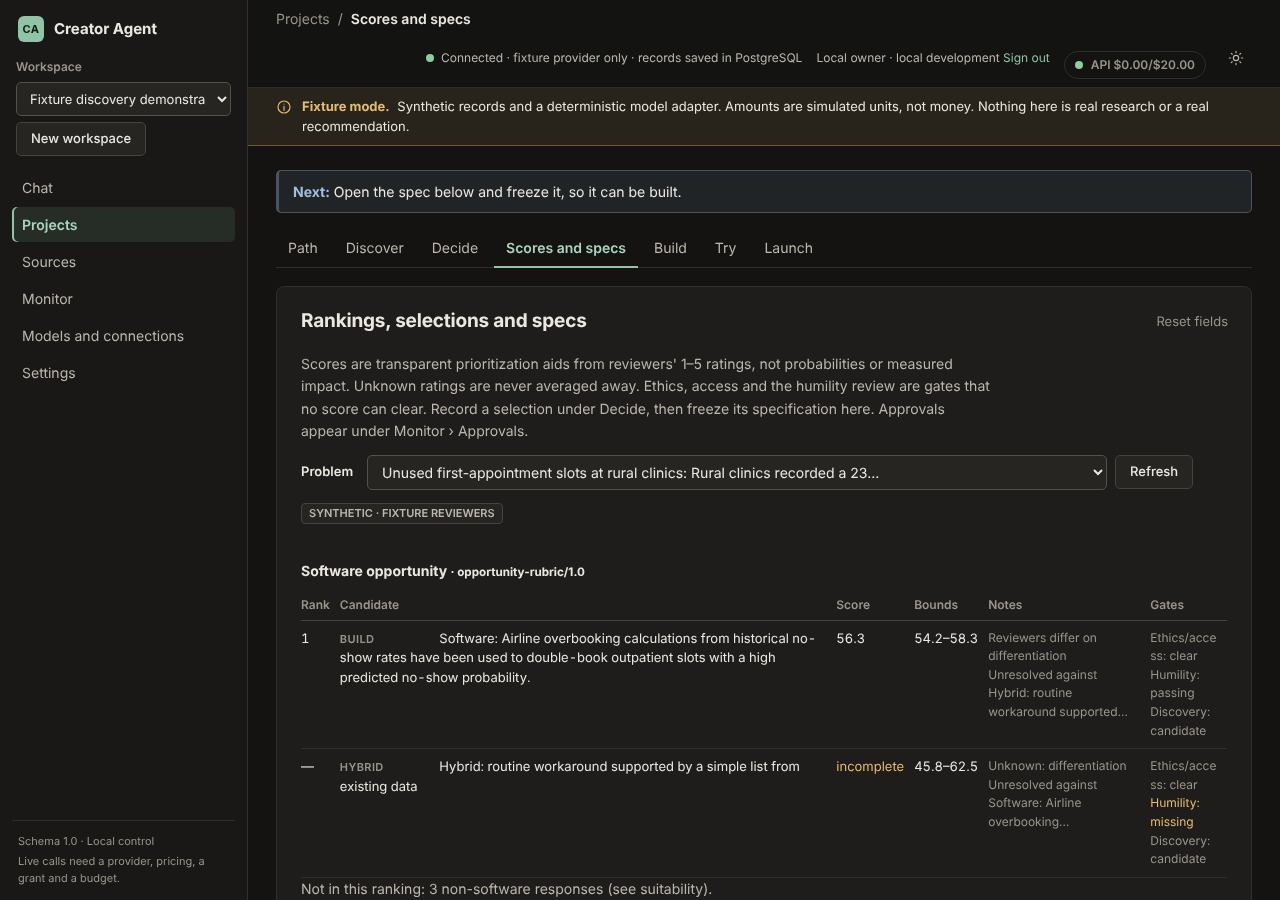 CA Creator Agent
Workspace
Fixture discovery demonstra
New workspace
Chat
Projects
Sources
Monitor
Models and connections
Settings
Schema 1.0 · Local control
Live calls need a provider, pricing, a
grant and a budget.
Projects / Scores and specs
Connected · fixture provider only · records saved in PostgreSQL Local owner · local development Sign out API $0.00/$20.00
Fixture mode. Synthetic records and a deterministic model adapter. Amounts are simulated units, not money. Nothing here is real research or a real
recommendation.
Next: Open the spec below and freeze it, so it can be built.
Path Discover Decide Scores and specs Build Try Launch
Rankings, selections and specs
Reset fields
Scores are transparent prioritization aids from reviewers' 1–5 ratings, not probabilities or measured
impact. Unknown ratings are never averaged away. Ethics, access and the humility review are gates that
no score can clear. Record a selection under Decide, then freeze its specification here. Approvals
appear under Monitor › Approvals.
Problem Unused first-appointment slots at rural clinics: Rural clinics recorded a 23... Refresh
SYNTHETIC · FIXTURE REVIEWERS
Software opportunity · opportunity-rubric/1.0
Rank Candidate Score Bounds Notes Gates
1 BUILD Software: Airline overbooking calculations from historical no-
show rates have been used to double-book outpatient slots with a high
predicted no-show probability.
56.3 54.2–58.3
Reviewers differ on
differentiation
Unresolved against
Hybrid: routine
workaround supported...
Ethics/acce
ss: clear
Humility:
passing
Discovery:
candidate
— HYBRID Hybrid: routine workaround supported by a simple list from
existing data
incomplete 45.8–62.5
Unknown: differentiation
Unresolved against
Software: Airline
overbooking...
Ethics/acce
ss: clear
Humility:
missing
Discovery:
candidate
Not in this ranking: 3 non-software responses (see suitability).